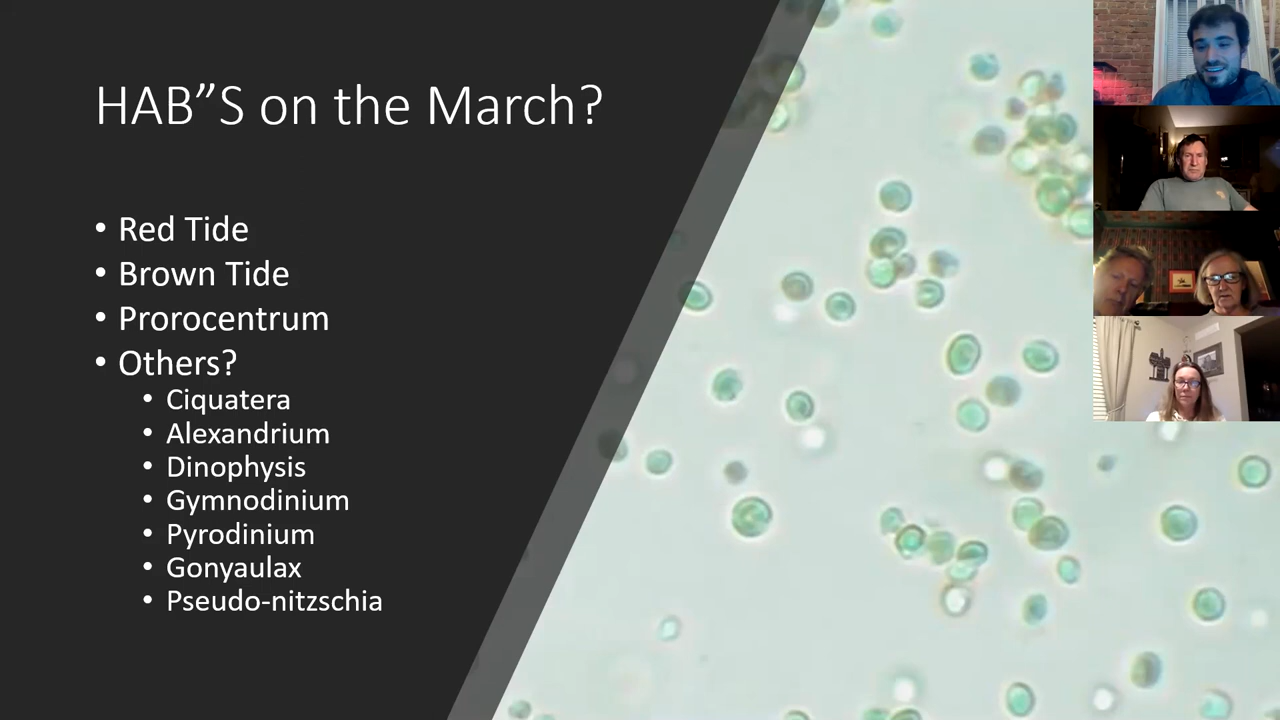 HAB”S on the March?
• Red Tide
• Brown Tide
• Prorocentrum
• Others?
• Ciquatera
• Alexandrium
• Dinophysis
• Gymnodinium
• Pyrodinium
• Gonyaulax
• Pseudo-nitzschia